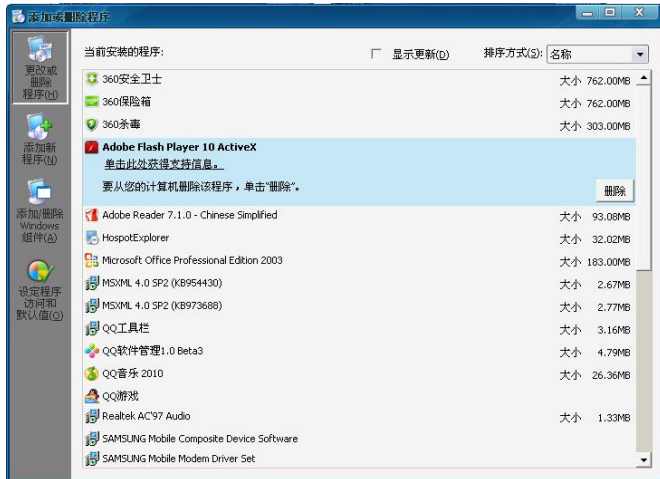 添加或删除程序
更改或
删除
程序(H)
添加新
程序(N)
添加/删除
Windows
组件(A)
设定程序
访问和
默认值(O)
当前安装的程序:
显示更新(D)
排序方式(S): 名称
360安全卫士 大小 762.00MB
360保险箱 大小 762.00MB
360杀毒 大小 303.00MB
Adobe Flash Player 10 ActiveX
单击此处获得支持信息。
要从您的计算机删除该程序，单击“删除”。
删除
Adobe Reader 7.1.0 - Chinese Simplified 大小 93.08MB
HospotExplorer 大小 32.02MB
Microsoft Office Professional Edition 2003 大小 183.00MB
MSXML 4.0 SP2 (KB954430) 大小 2.67MB
MSXML 4.0 SP2 (KB973688) 大小 2.77MB
QQ工具栏 大小 3.16MB
QQ软件管理1.0 Beta3 大小 4.79MB
QQ音乐 2010 大小 26.36MB
QQ游戏
Realtek AC'97 Audio 大小 1.33MB
SAMSUNG Mobile Composite Device Software
SAMSUNG Mobile Modem Driver Set